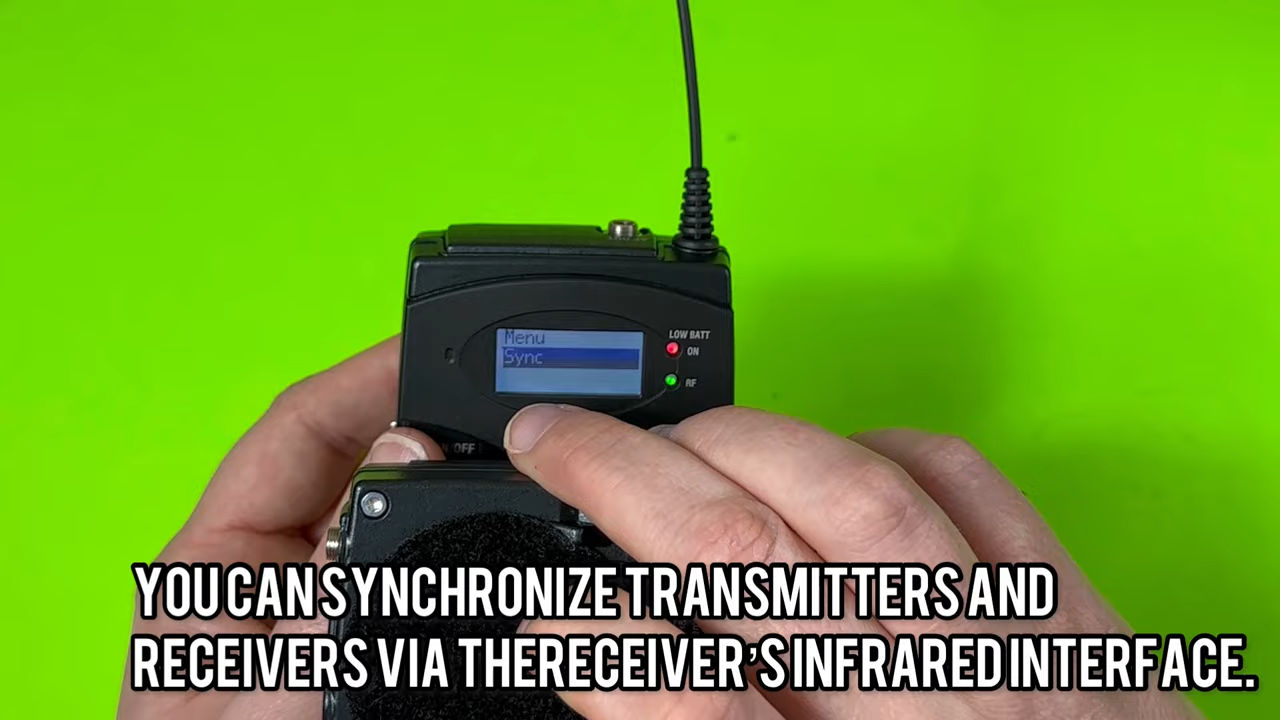 Menu
Sync
LOW BATT
ON
RF
/OFF
YOU CAN SYNCHRONIZE TRANSMITTERS AND
RECEIVERS VIA THERECEIVER'S INFRARED INTERFACE.